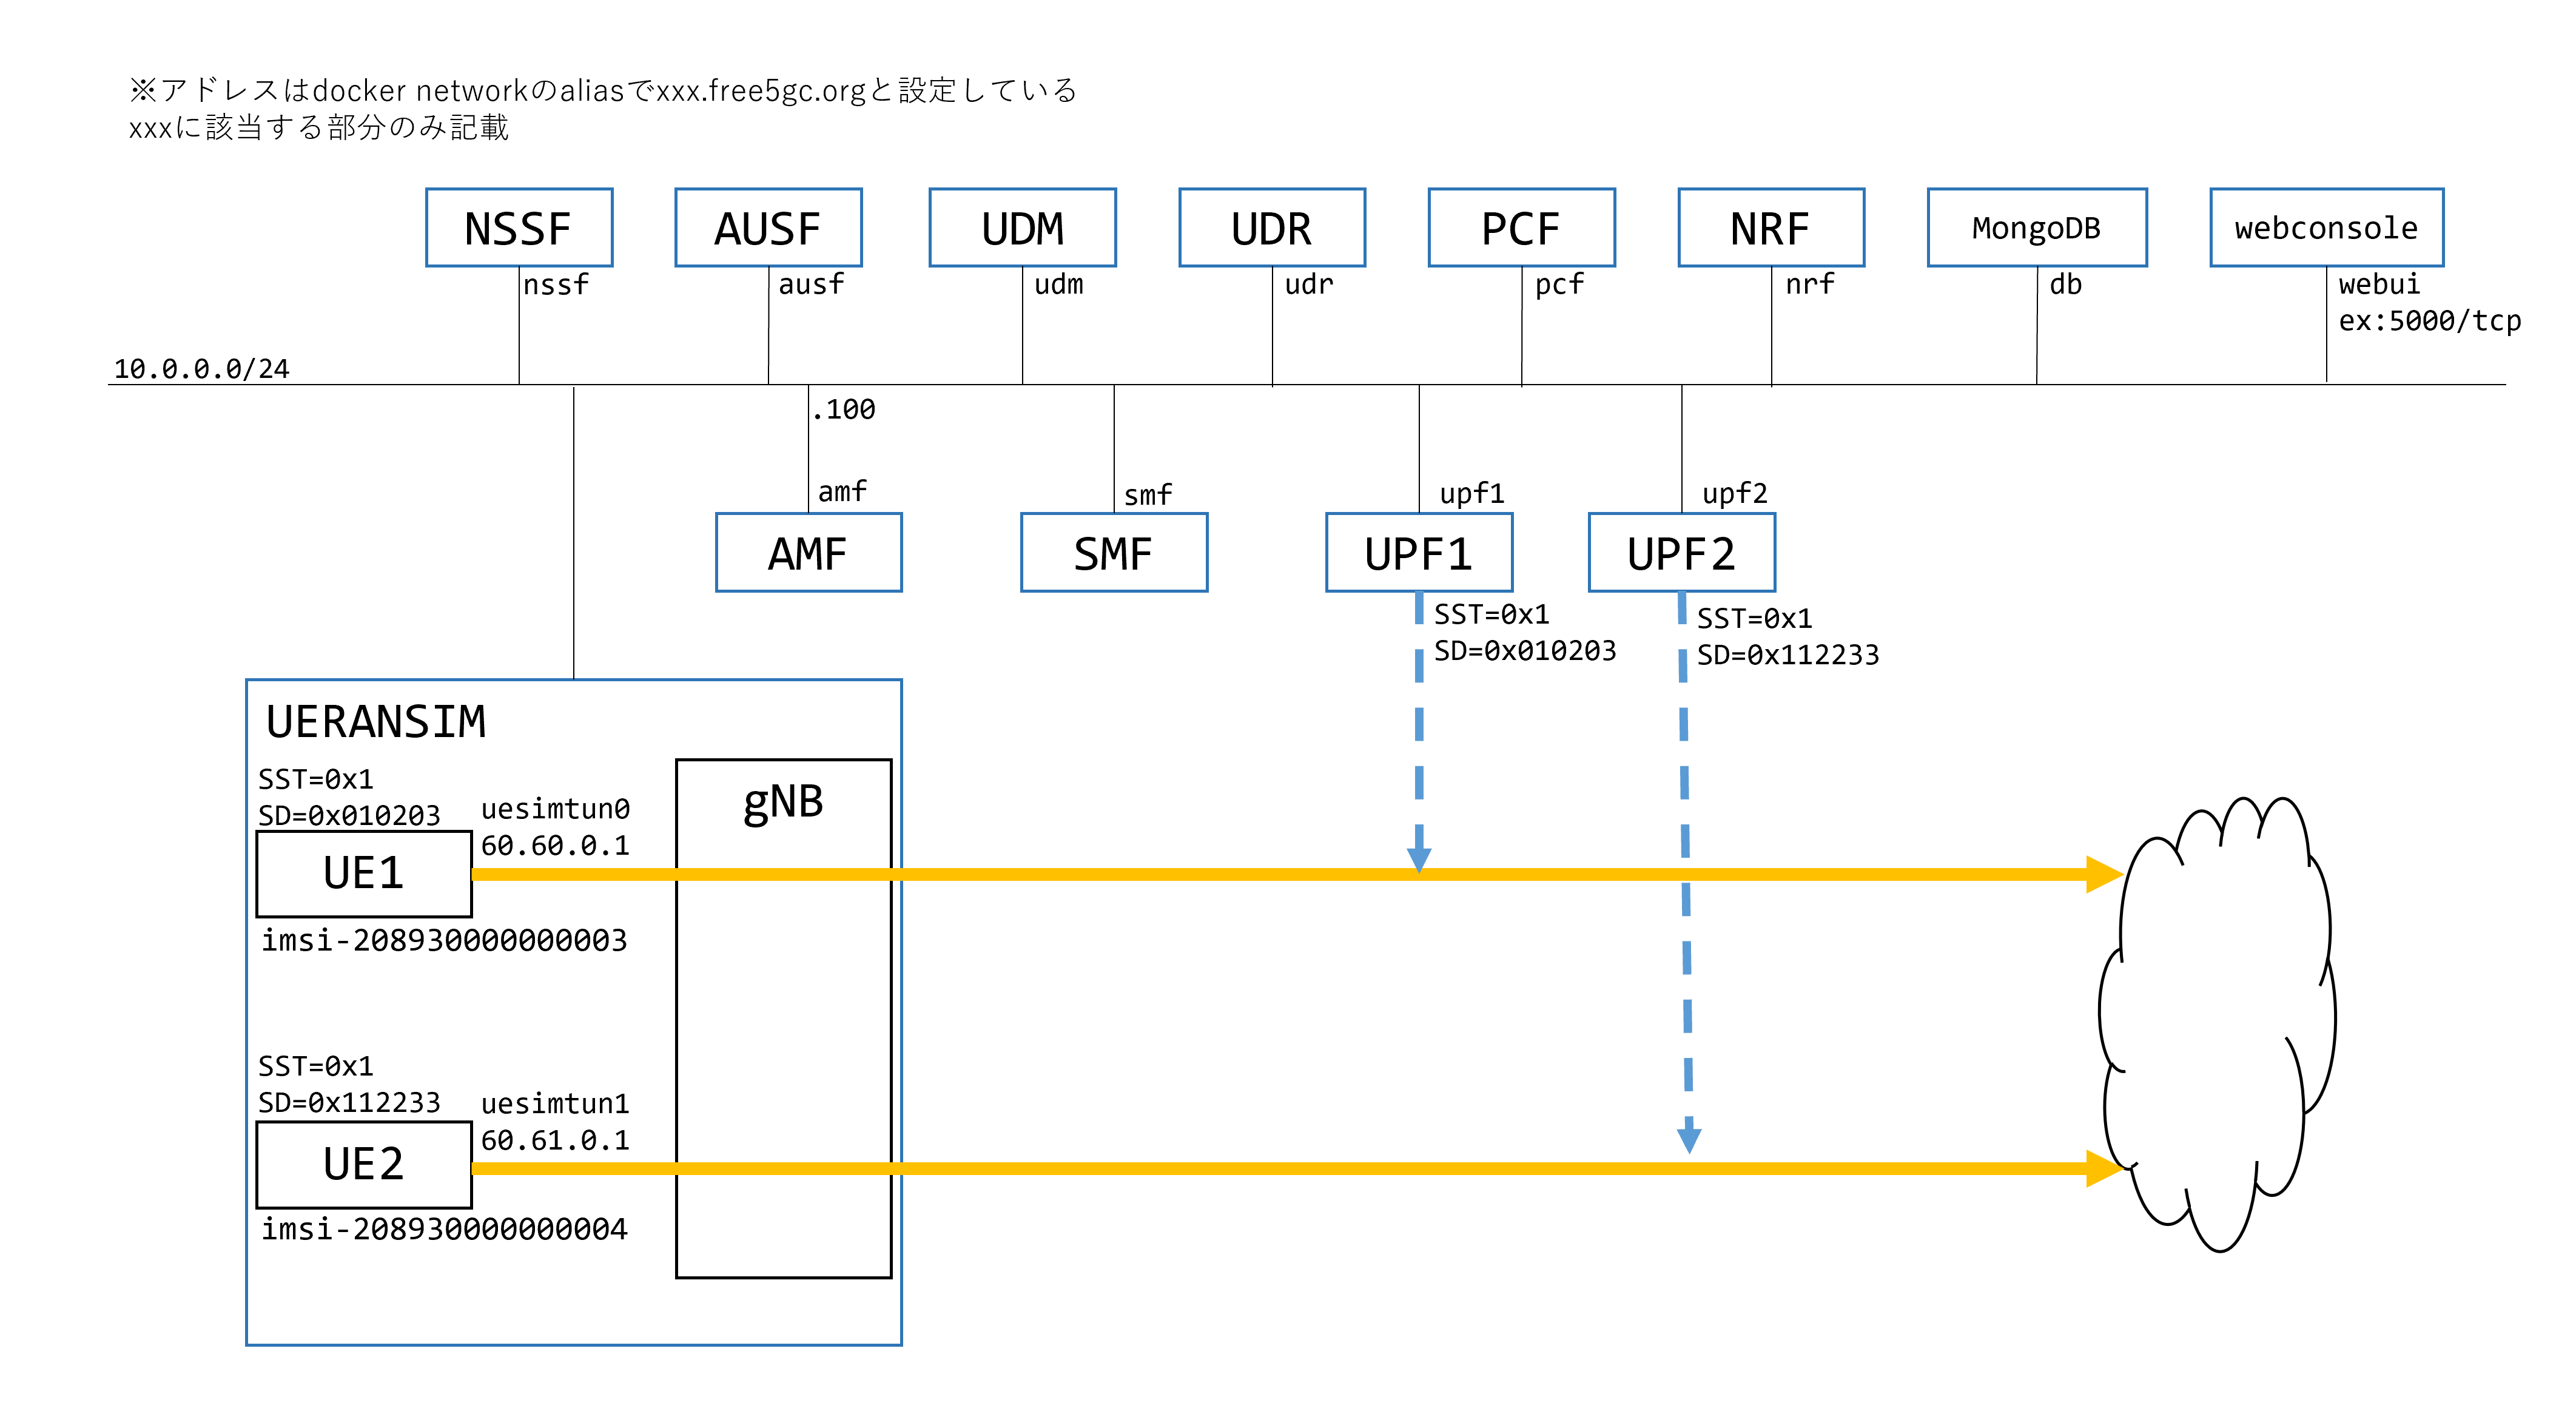 ※アドレスはdocker networkのaliasでxxx.free5gc.orgと設定している
xxxに該当する部分のみ記載
NSSF
AUSF
UDM
UDR
PCF
NRF
MongoDB
webconsole
nssf
ausf
udm
udr
pcf
nrf
db
webui
ex:5000/tcp
10.0.0.0/24
.100
amf
smf
upf1
upf2
AMF
SMF
UPF1
UPF2
SST=0x1
SD=0x010203
SST=0x1
SD=0x112233
UERANSIM
SST=0x1
SD=0x010203
uesimtun0
60.60.0.1
gNB
UE1
imsi-208930000000003
SST=0x1
SD=0x112233
uesimtun1
60.61.0.1
UE2
imsi-208930000000004